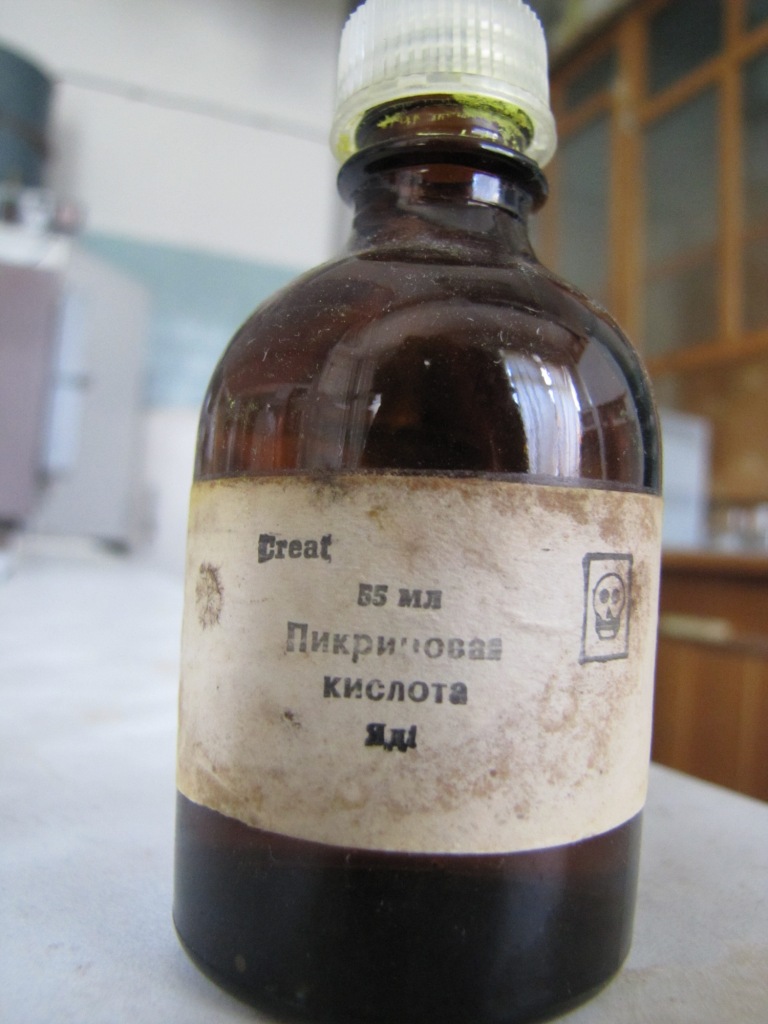 Creat
55 мл
Пикриновая
кислота
Яд!